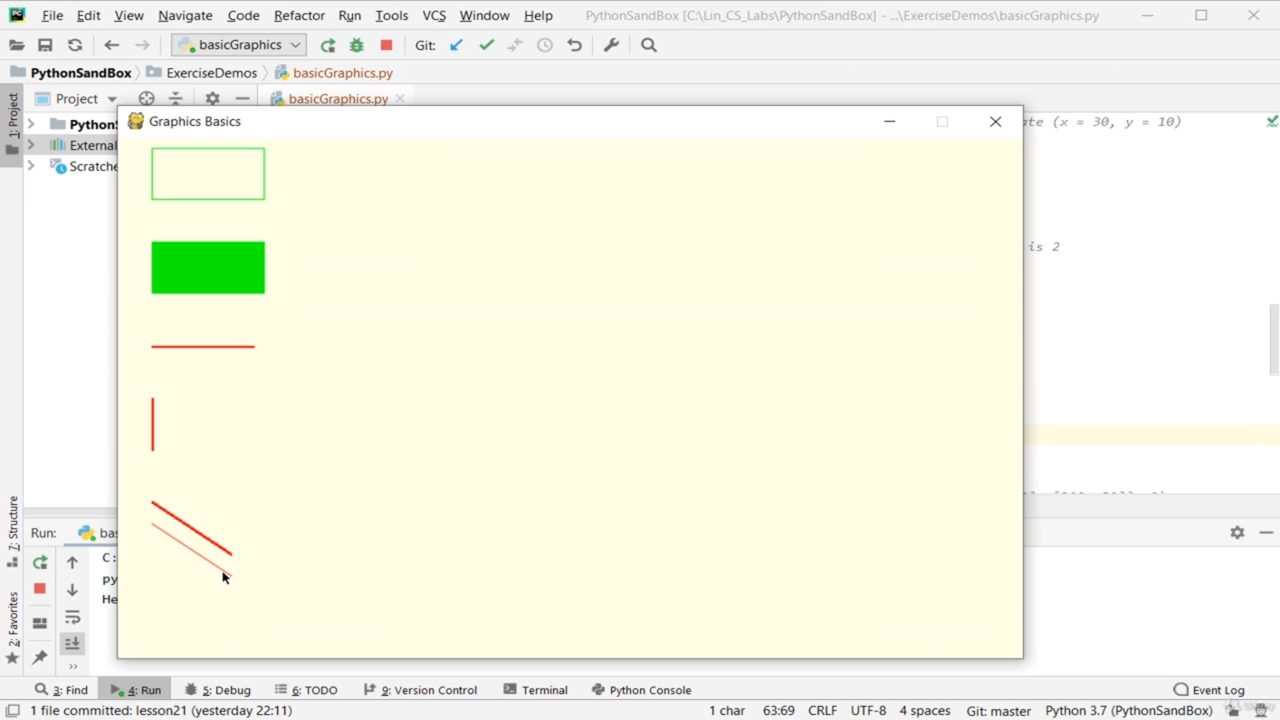 File Edit View Navigate Code Refactor Run Tools VCS Window Help PythonSandBox [C:\Jn_CS_Labs\PythonSandBox] - ...\ExerciseDemos\basicGraphics.py
basicGraphics Git:
PythonSandBox ExerciseDemos basicGraphics.py
1: Project
Project basicGraphics.py
Graphics Basics
(x = 30, y = 10)
Python
External
Scratche
is 2
7: Structure
2: Favorites
Run: bas
C:
py
He
3: Find 4: Run 5: Debug 6: TODO 9: Version Control Terminal Python Console Event Log
1 file committed: lesson21 (yesterday 22:11) 1 char 63:69 CRLF UTF-8 4 spaces Git: master Python 3.7 (PythonSandBox)